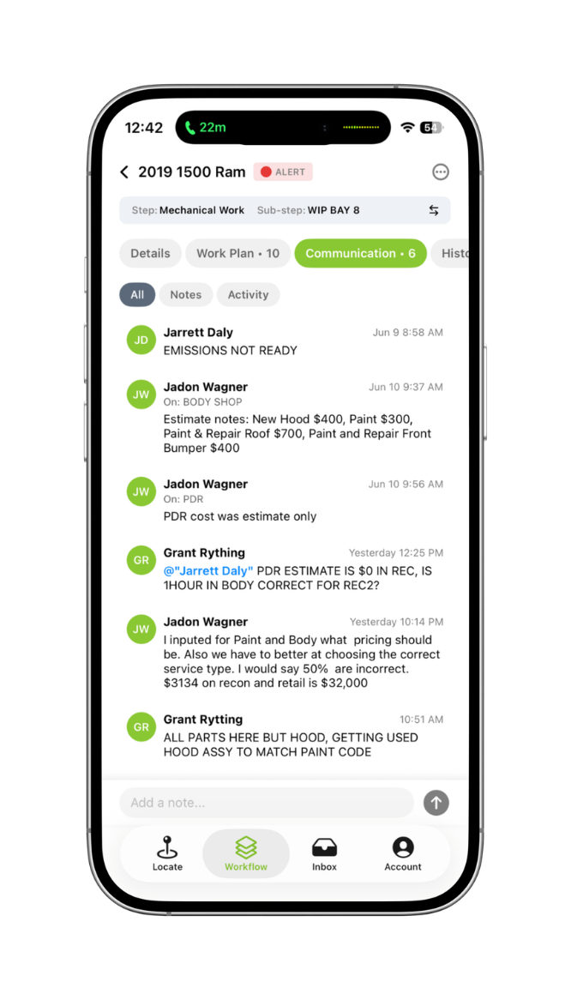 12:42
22m
54
2019 1500 Ram
ALERT
Step: Mechanical Work Sub-step: WIP BAY 8
Details
Work Plan • 10
Communication • 6
Histo
All
Notes
Activity
JD
Jarrett Daly
Jun 9 8:58 AM
EMISSIONS NOT READY
JW
Jadon Wagner
Jun 10 9:37 AM
On: BODY SHOP
Estimate notes: New Hood $400, Paint $300,
Paint & Repair Roof $700, Paint and Repair Front
Bumper $400
JW
Jadon Wagner
Jun 10 9:56 AM
On: PDR
PDR cost was estimate only
GR
Grant Rything
Yesterday 12:25 PM
@"Jarrett Daly" PDR ESTIMATE IS $0 IN REC, IS
1HOUR IN BODY CORRECT FOR REC2?
JW
Jadon Wagner
Yesterday 10:14 PM
I inputed for Paint and Body what  pricing should
be. Also we have to better at choosing the correct
service type. I would say 50%  are incorrect.
$3134 on recon and retail is $32,000
GR
Grant Rytting
10:51 AM
ALL PARTS HERE BUT HOOD, GETTING USED
HOOD ASSY TO MATCH PAINT CODE
Add a note...
Locate
Workflow
Inbox
Account